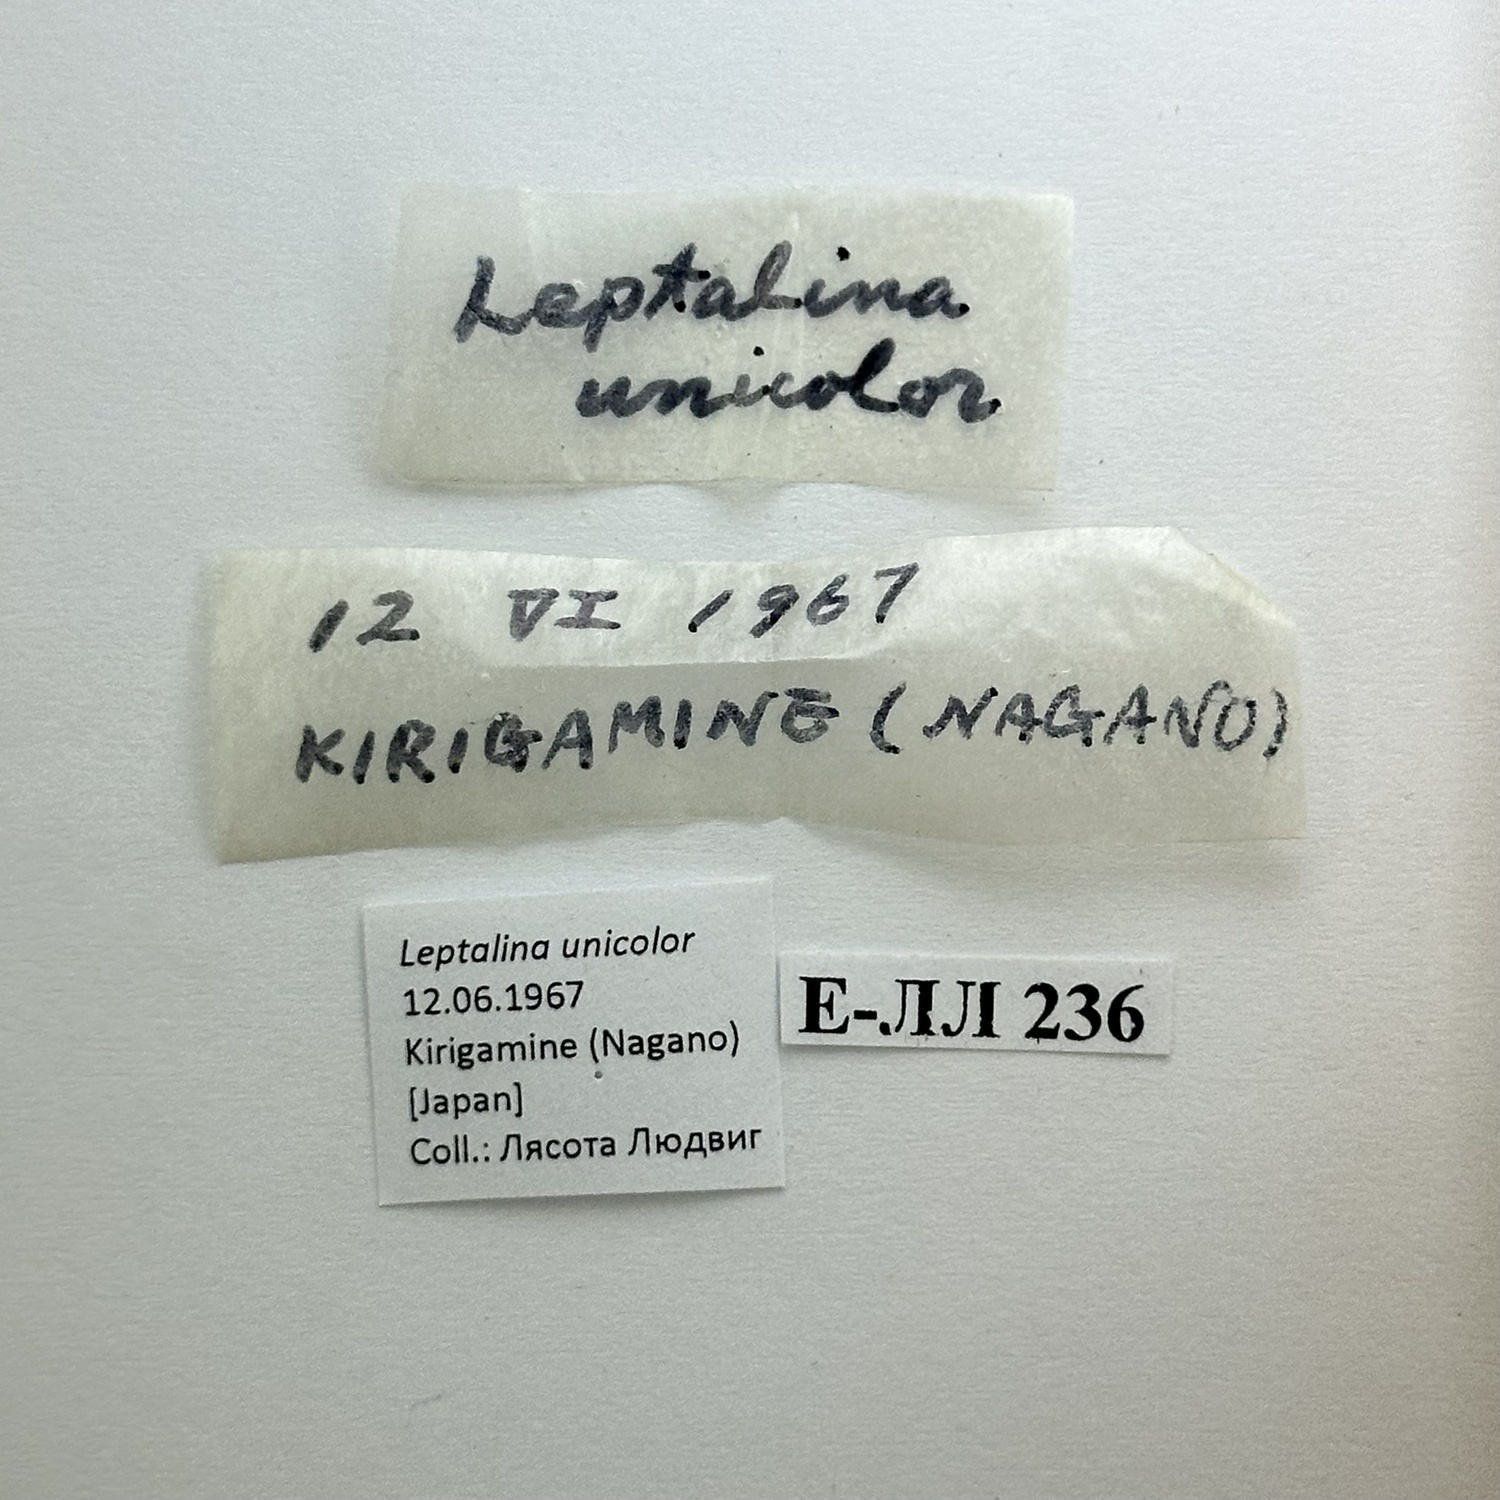 Leptalina
unicolor
12 VI 1967
KIRIGAMINE (NAGANO)
Leptalina unicolor
12.06.1967
Kirigamine (Nagano)
[Japan]
Coll.: Лясота Людвиг
Е-ЛЛ 236